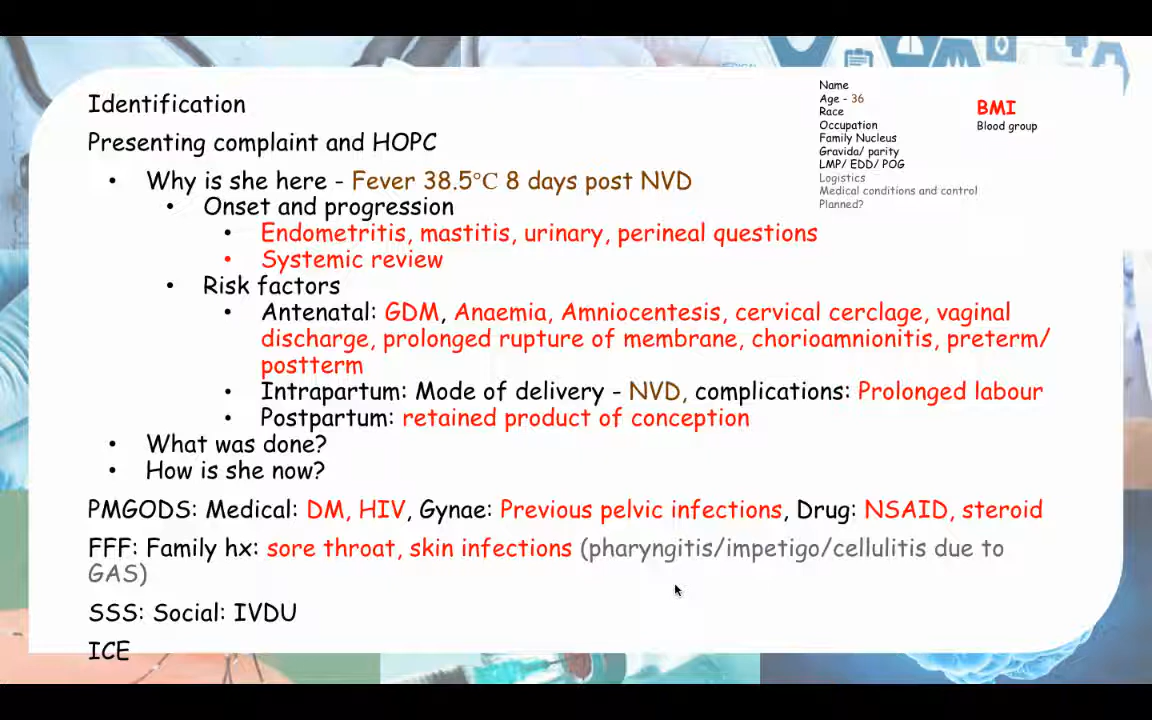 Identification
Presenting complaint and HOPC
• Why is she here - Fever 38.5°C 8 days post NVD
• Onset and progression
• Endometritis, mastitis, urinary, perineal questions
• Systemic review
• Risk factors
• Antenatal: GDM, Anaemia, Amniocentesis, cervical cerclage, vaginal
discharge, prolonged rupture of membrane, chorioamnionitis, preterm/
postterm
• Intrapartum: Mode of delivery - NVD, complications: Prolonged labour
• Postpartum: retained product of conception
• What was done?
• How is she now?
PMGODS: Medical: DM, HIV, Gynae: Previous pelvic infections, Drug: NSAID, steroid
FFF: Family hx: sore throat, skin infections (pharyngitis/impetigo/cellulitis due to
GAS)
SSS: Social: IVDU
ICE
Name
Age - 36
Race
Occupation
Family Nucleus
Gravida/ parity
LMP/ EDD/ POG
Logistics
Medical conditions and control
Planned?
BMI
Blood group